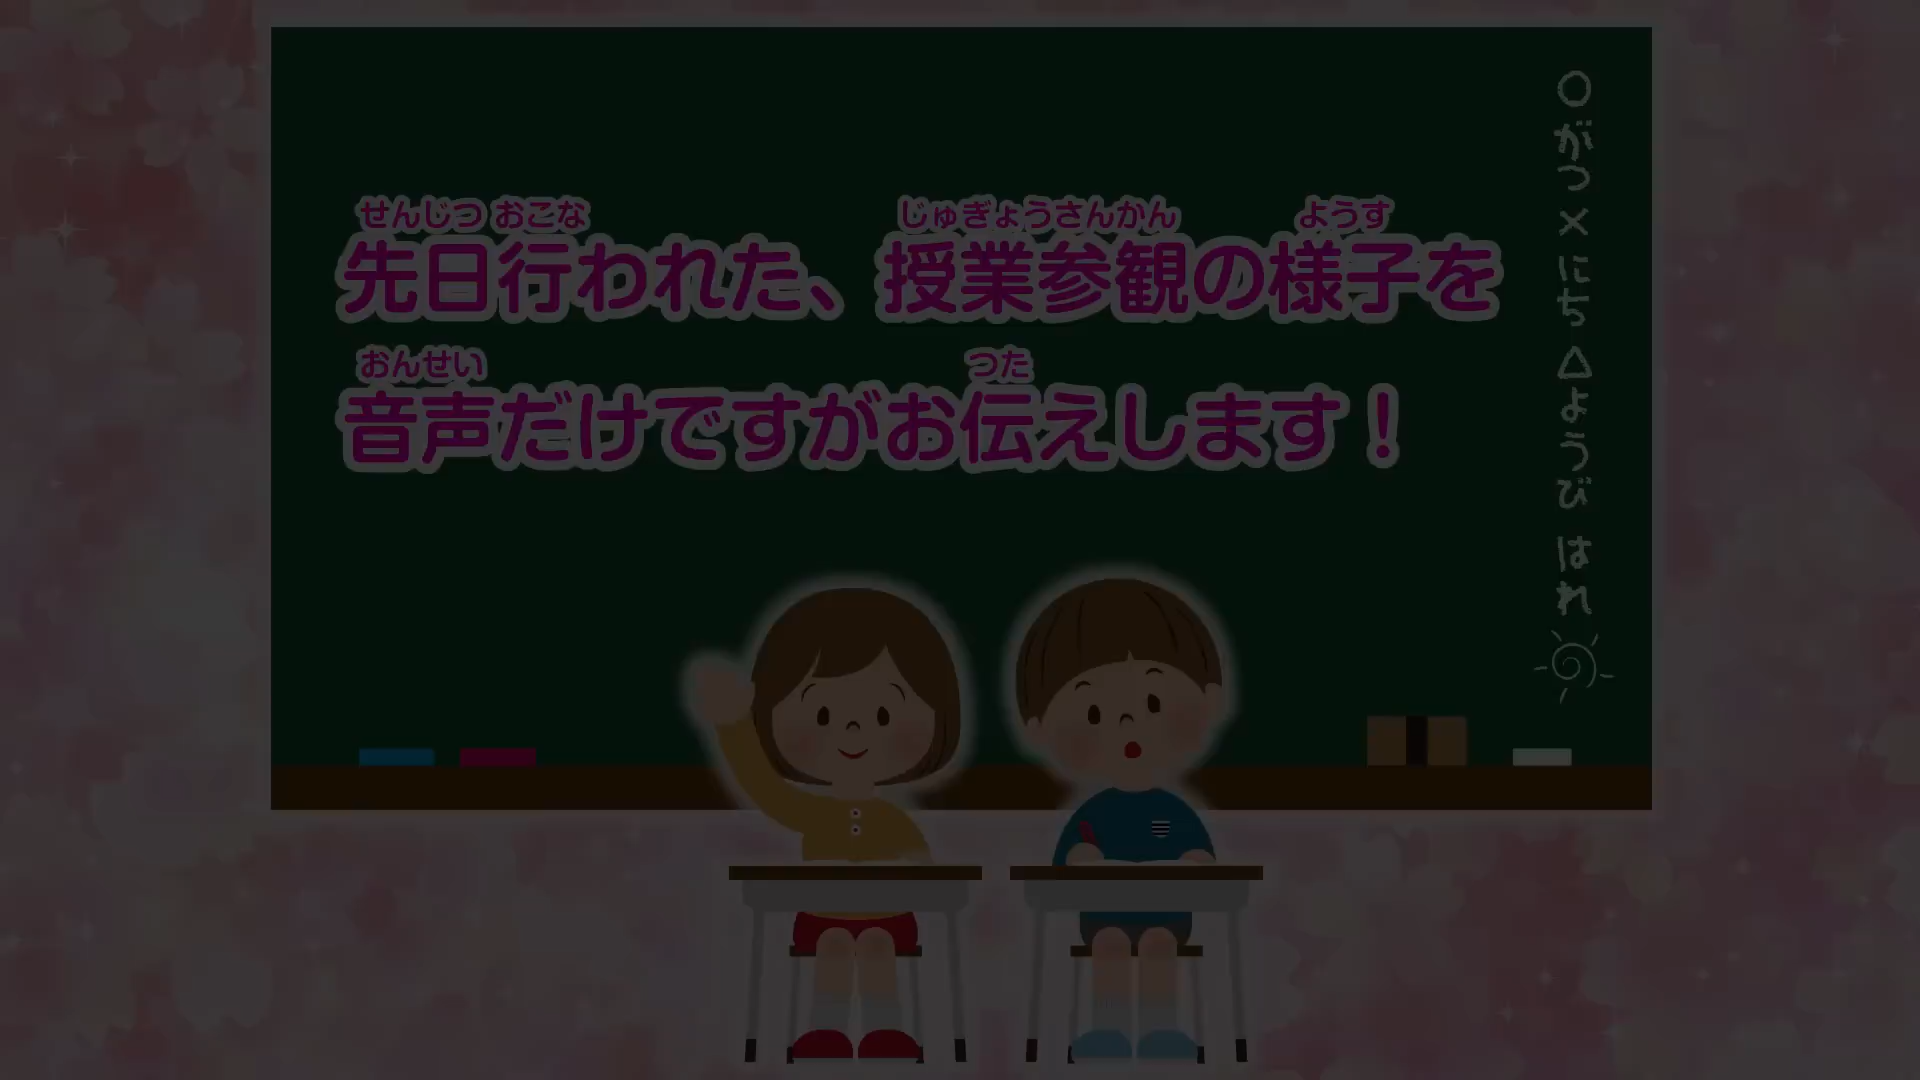 せんじつ おこな じゅぎょうさんかん ようす
先日行われた、授業参観の様子を
おんせい つた
音声だけですがお伝えします！
〇がつ×にち△ようび はれ